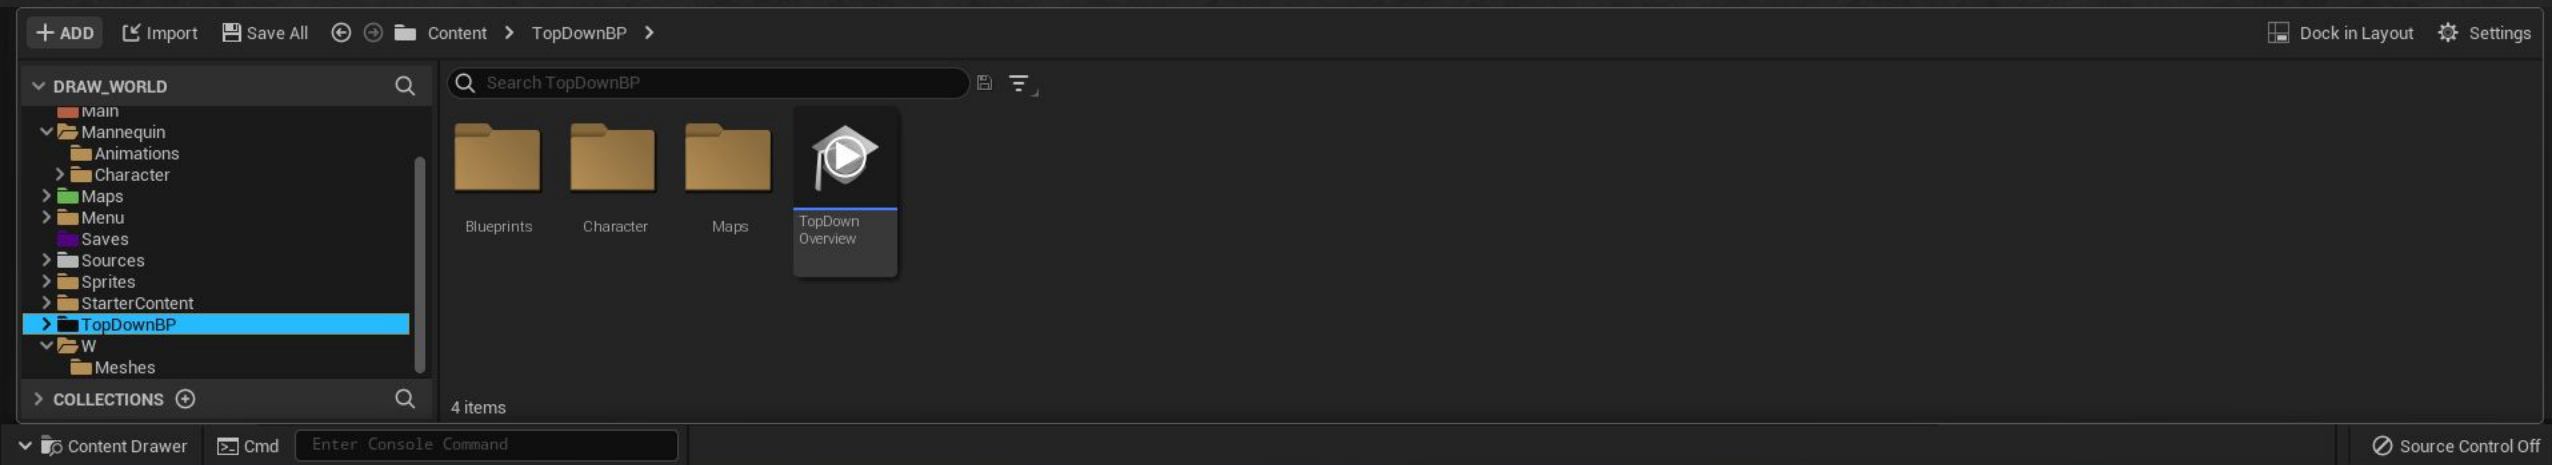 ADD Import Save All Content TopDownBP Dock in Layout Settings
DRAW_WORLD
Main
Mannequin
Animations
Character
Maps
Menu
Saves
Sources
Sprites
StarterContent
TopDownBP
W
Meshes
COLLECTIONS
Search TopDownBP
Blueprints
Character
Maps
TopDown
Overview
4 items
Content Drawer Cmd Enter Console Command Source Control Off